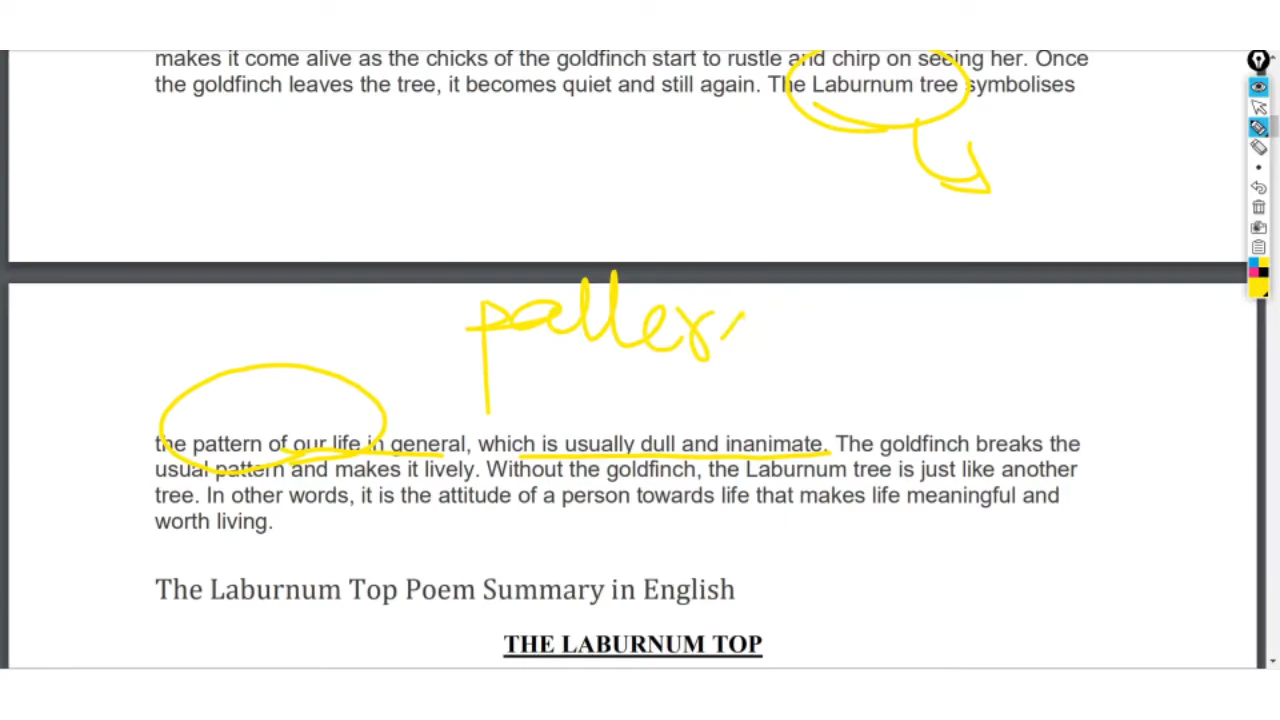 makes it come alive as the chicks of the goldfinch start to rustle and chirp on seeing her. Once
the goldfinch leaves the tree, it becomes quiet and still again. The Laburnum tree symbolises
the pattern of our life in general, which is usually dull and inanimate. The goldfinch breaks the
usual pattern and makes it lively. Without the goldfinch, the Laburnum tree is just like another
tree. In other words, it is the attitude of a person towards life that makes life meaningful and
worth living.
The Laburnum Top Poem Summary in English
THE LABURNUM TOP